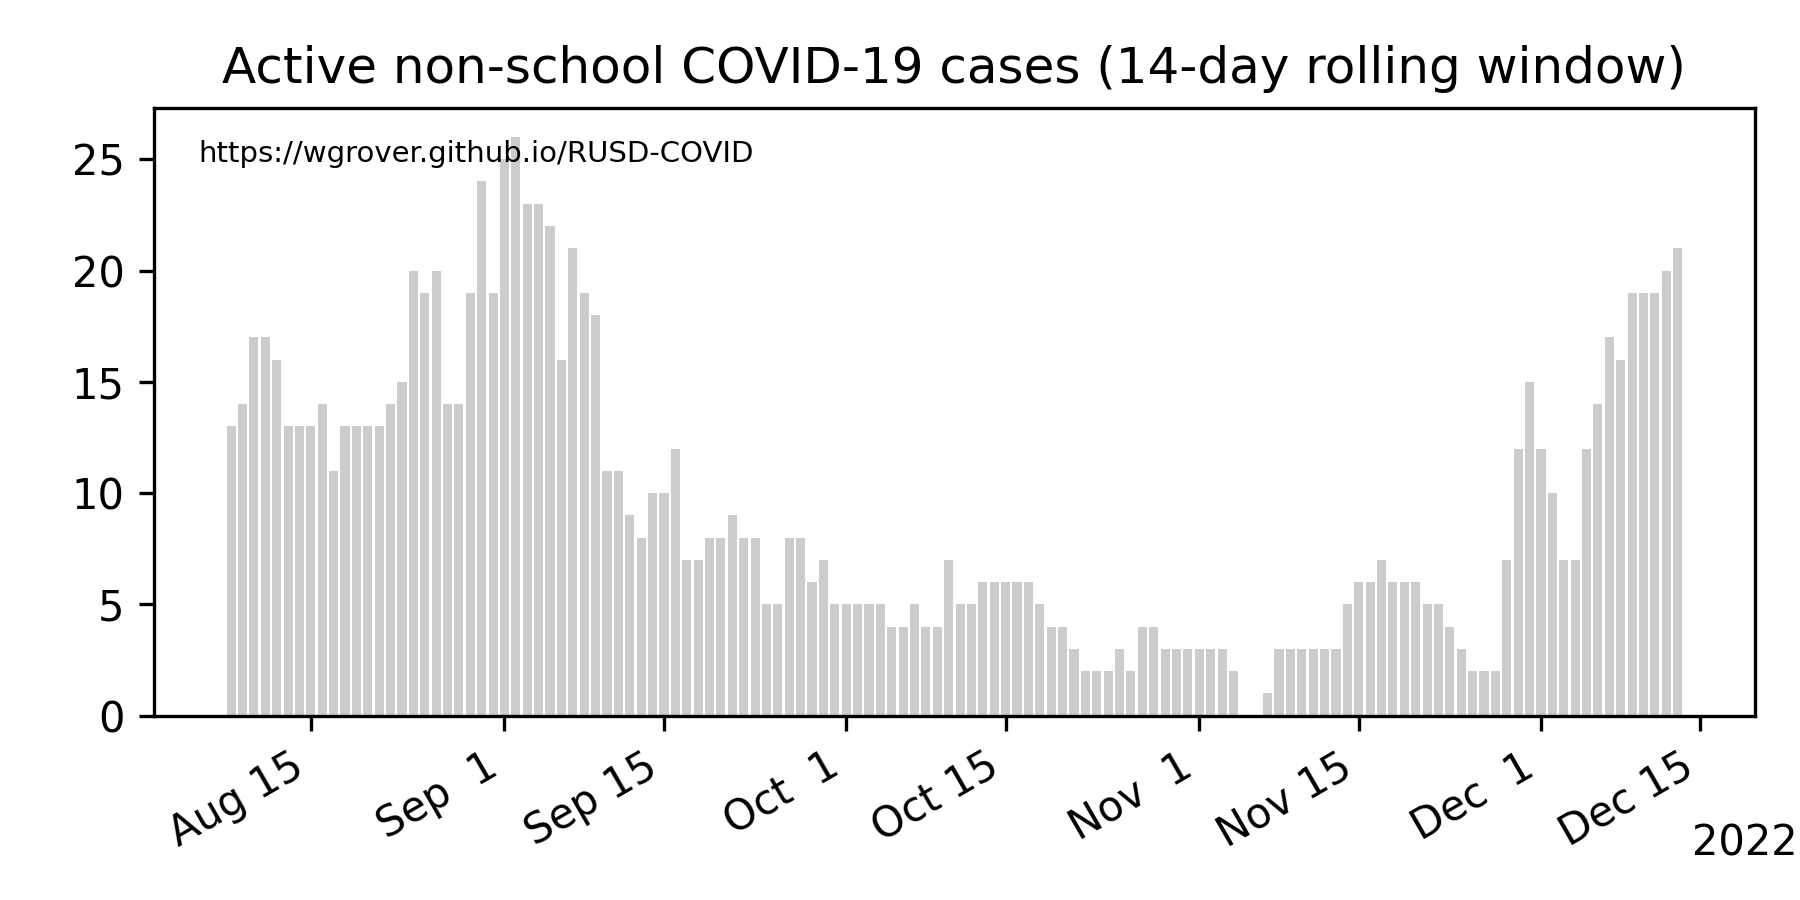 Active non-school COVID-19 cases (14-day rolling window)
https://wgrover.github.io/RUSD-COVID
25
20
15
10
5
0
Aug 15
Sep 1
Sep 15
Oct 1
Oct 15
Nov 1
Nov 15
Dec 1
Dec 15
2022